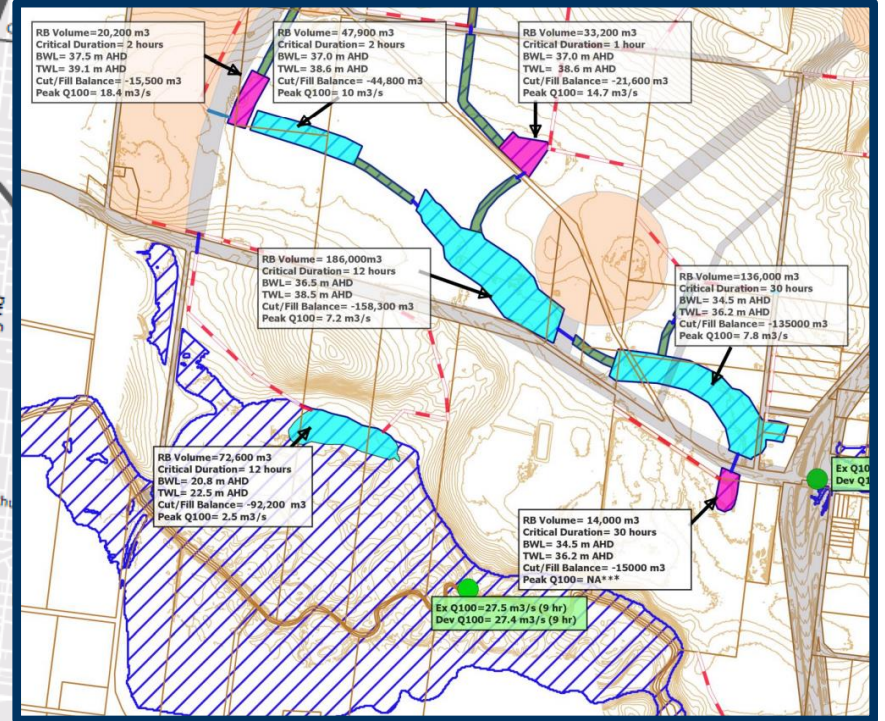 RB Volume=20,200 m3
Critical Duration= 2 hours
BWL= 37.5 m AHD
TWL= 39.1 m AHD
Cut/Fill Balance= -15,500 m3
Peak Q100= 18.4 m3/s
RB Volume= 47,900 m3
Critical Duration= 2 hours
BWL= 37.0 m AHD
TWL= 38.6 m AHD
Cut/Fill Balance= -44,800 m3
Peak Q100= 10 m3/s
RB Volume= 33,200 m3
Critical Duration= 1 hour
BWL= 37.0 m AHD
TWL= 38.6 m AHD
Cut/Fill Balance= -21,600 m3
Peak Q100= 14.7 m3/s
RB Volume= 186,000m3
Critical Duration= 12 hours
BWL= 36.5 m AHD
TWL= 38.5 m AHD
Cut/Fill Balance= -158,300 m3
Peak Q100= 7.2 m3/s
RB Volume=136,000 m3
Critical Duration= 30 hours
BWL= 34.5 m AHD
TWL= 36.2 m AHD
Cut/Fill Balance= -135000 m3
Peak Q100= 7.8 m3/s
RB Volume=72,600 m3
Critical Duration= 12 hours
BWL= 20.8 m AHD
TWL= 22.5 m AHD
Cut/Fill Balance= -92,200 m3
Peak Q100= 2.5 m3/s
RB Volume= 14,000 m3
Critical Duration= 30 hours
BWL= 34.5 m AHD
TWL= 36.2 m AHD
Cut/Fill Balance= -15000 m3
Peak Q100= NA***
Ex Q10
Dev Q1
Ex Q100=27.5 m3/s (9 hr)
Dev Q100= 27.4 m3/s (9 hr)